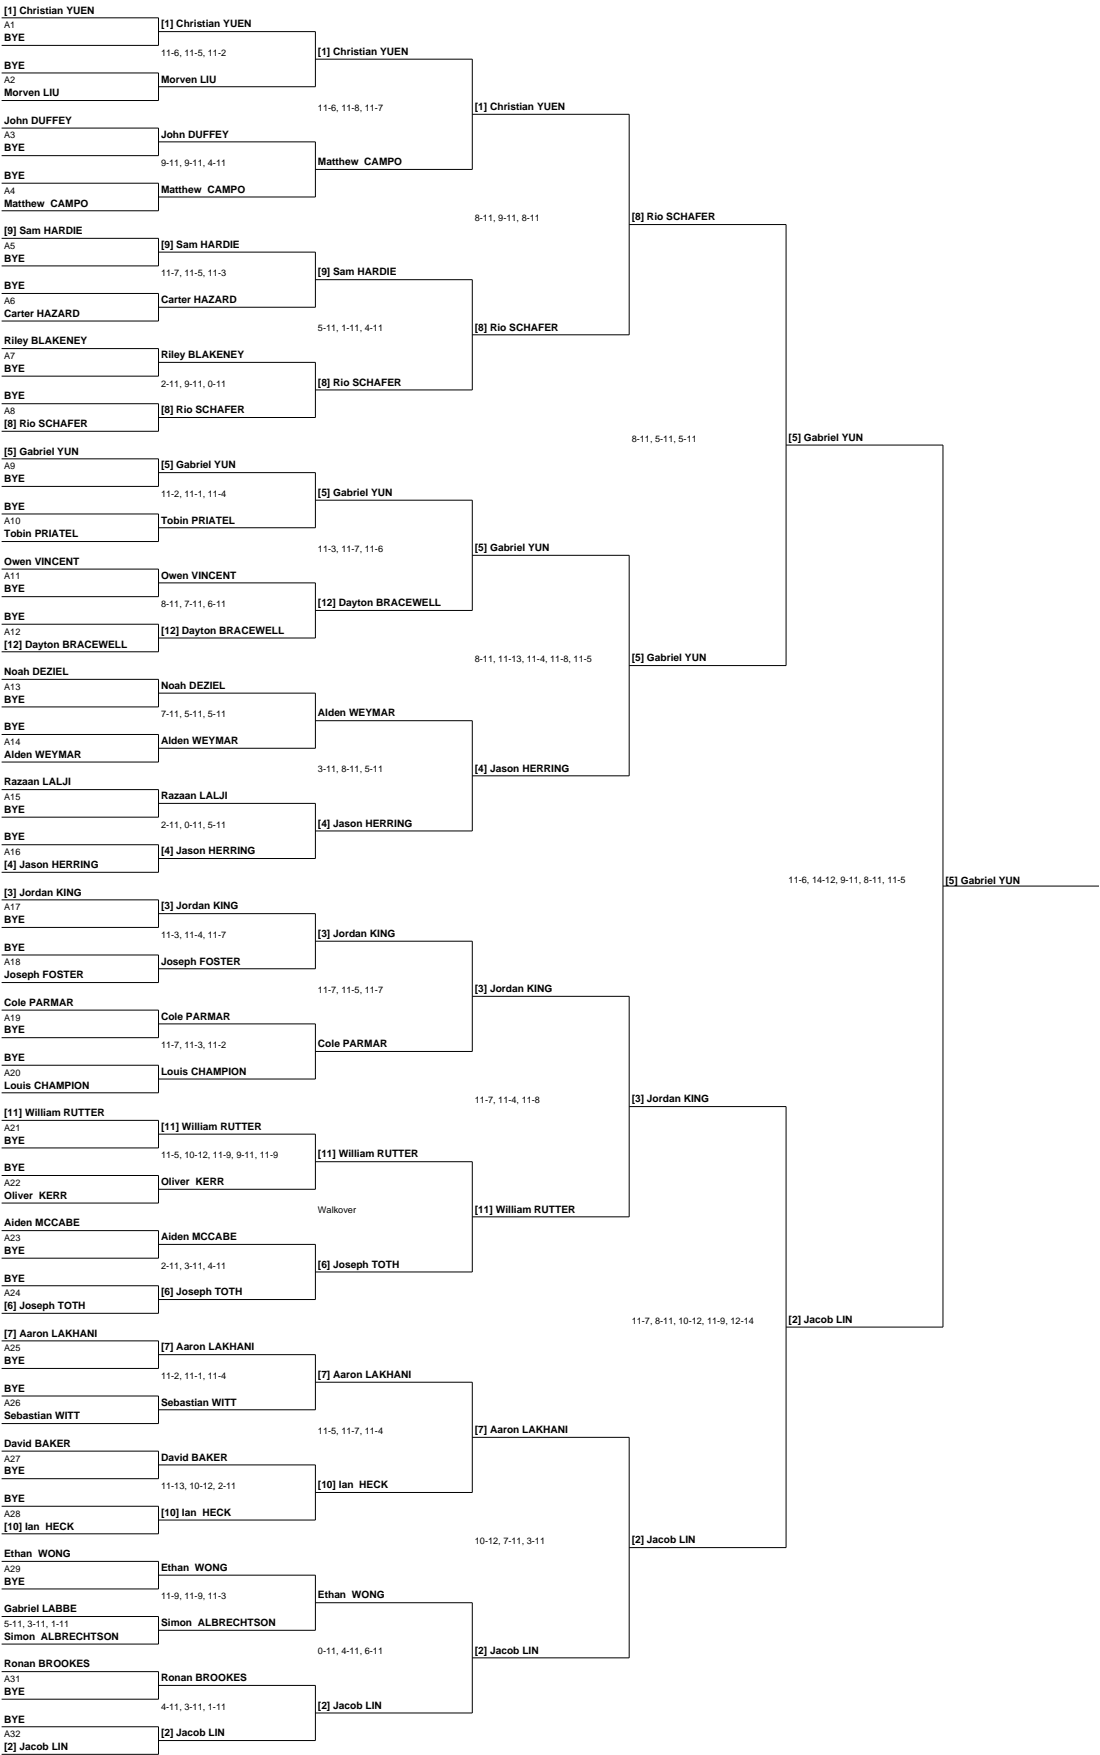 [1] Christian YUEN
A1
BYE
BYE
A2
Morven LIU
John DUFFEY
A3
BYE
BYE
A4
Matthew  CAMPO
[9] Sam HARDIE
A5
BYE
BYE
A6
Carter HAZARD
Riley BLAKENEY
A7
BYE
BYE
A8
[8] Rio SCHAFER
[5] Gabriel YUN
A9
BYE
BYE
A10
Tobin PRIATEL
Owen VINCENT
A11
BYE
BYE
A12
[12] Dayton BRACEWELL
Noah DEZIEL
A13
BYE
BYE
A14
Alden WEYMAR
Razaan LALJI
A15
BYE
BYE
A16
[4] Jason HERRING
[3] Jordan KING
A17
BYE
BYE
A18
Joseph FOSTER
Cole PARMAR
A19
BYE
BYE
A20
Louis CHAMPION
[11] William RUTTER
A21
BYE
BYE
A22
Oliver  KERR
Aiden MCCABE
A23
BYE
BYE
A24
[6] Joseph TOTH
[7] Aaron LAKHANI
A25
BYE
BYE
A26
Sebastian WITT
David BAKER
A27
BYE
BYE
A28
[10] Ian  HECK
Ethan  WONG
A29
BYE
Gabriel LABBE
5-11, 3-11, 1-11
Simon  ALBRECHTSON
Ronan BROOKES
A31
BYE
BYE
A32
[2] Jacob LIN
[1] Christian YUEN
11-6, 11-5, 11-2
Morven LIU
John DUFFEY
9-11, 9-11, 4-11
Matthew  CAMPO
[9] Sam HARDIE
11-7, 11-5, 11-3
Carter HAZARD
Riley BLAKENEY
2-11, 9-11, 0-11
[8] Rio SCHAFER
[5] Gabriel YUN
11-2, 11-1, 11-4
Tobin PRIATEL
Owen VINCENT
8-11, 7-11, 6-11
[12] Dayton BRACEWELL
Noah DEZIEL
7-11, 5-11, 5-11
Alden WEYMAR
Razaan LALJI
2-11, 0-11, 5-11
[4] Jason HERRING
[3] Jordan KING
11-3, 11-4, 11-7
Joseph FOSTER
Cole PARMAR
11-7, 11-3, 11-2
Louis CHAMPION
[11] William RUTTER
11-5, 10-12, 11-9, 9-11, 11-9
Oliver  KERR
Aiden MCCABE
2-11, 3-11, 4-11
[6] Joseph TOTH
[7] Aaron LAKHANI
11-2, 11-1, 11-4
Sebastian WITT
David BAKER
11-13, 10-12, 2-11
[10] Ian  HECK
Ethan  WONG
11-9, 11-9, 11-3
Simon  ALBRECHTSON
Ronan BROOKES
4-11, 3-11, 1-11
[2] Jacob LIN
[1] Christian YUEN
11-6, 11-8, 11-7
Matthew  CAMPO
[9] Sam HARDIE
5-11, 1-11, 4-11
[8] Rio SCHAFER
[5] Gabriel YUN
11-3, 11-7, 11-6
[12] Dayton BRACEWELL
Alden WEYMAR
3-11, 8-11, 5-11
[4] Jason HERRING
[3] Jordan KING
11-7, 11-5, 11-7
Cole PARMAR
[11] William RUTTER
Walkover
[6] Joseph TOTH
[7] Aaron LAKHANI
11-5, 11-7, 11-4
[10] Ian  HECK
Ethan  WONG
0-11, 4-11, 6-11
[2] Jacob LIN
[1] Christian YUEN
8-11, 9-11, 8-11
[8] Rio SCHAFER
[5] Gabriel YUN
8-11, 11-13, 11-4, 11-8, 11-5
[4] Jason HERRING
[3] Jordan KING
11-7, 11-4, 11-8
[11] William RUTTER
[7] Aaron LAKHANI
10-12, 7-11, 3-11
[2] Jacob LIN
[8] Rio SCHAFER
8-11, 5-11, 5-11
[5] Gabriel YUN
[3] Jordan KING
11-7, 8-11, 10-12, 11-9, 12-14
[2] Jacob LIN
[5] Gabriel YUN
11-6, 14-12, 9-11, 8-11, 11-5
[2] Jacob LIN
[5] Gabriel YUN